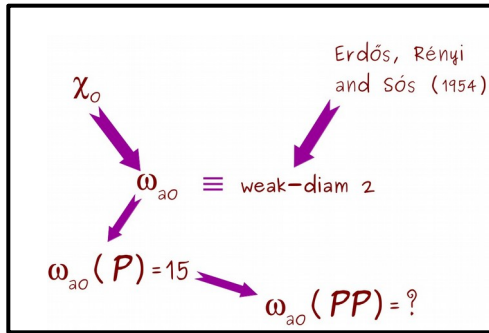 Erdős, Rényi
and Sós (1954)
χₒ
ωₐₒ ≡ weak-diam 2
ωₐₒ (P) = 15
ωₐₒ (PP) = ?